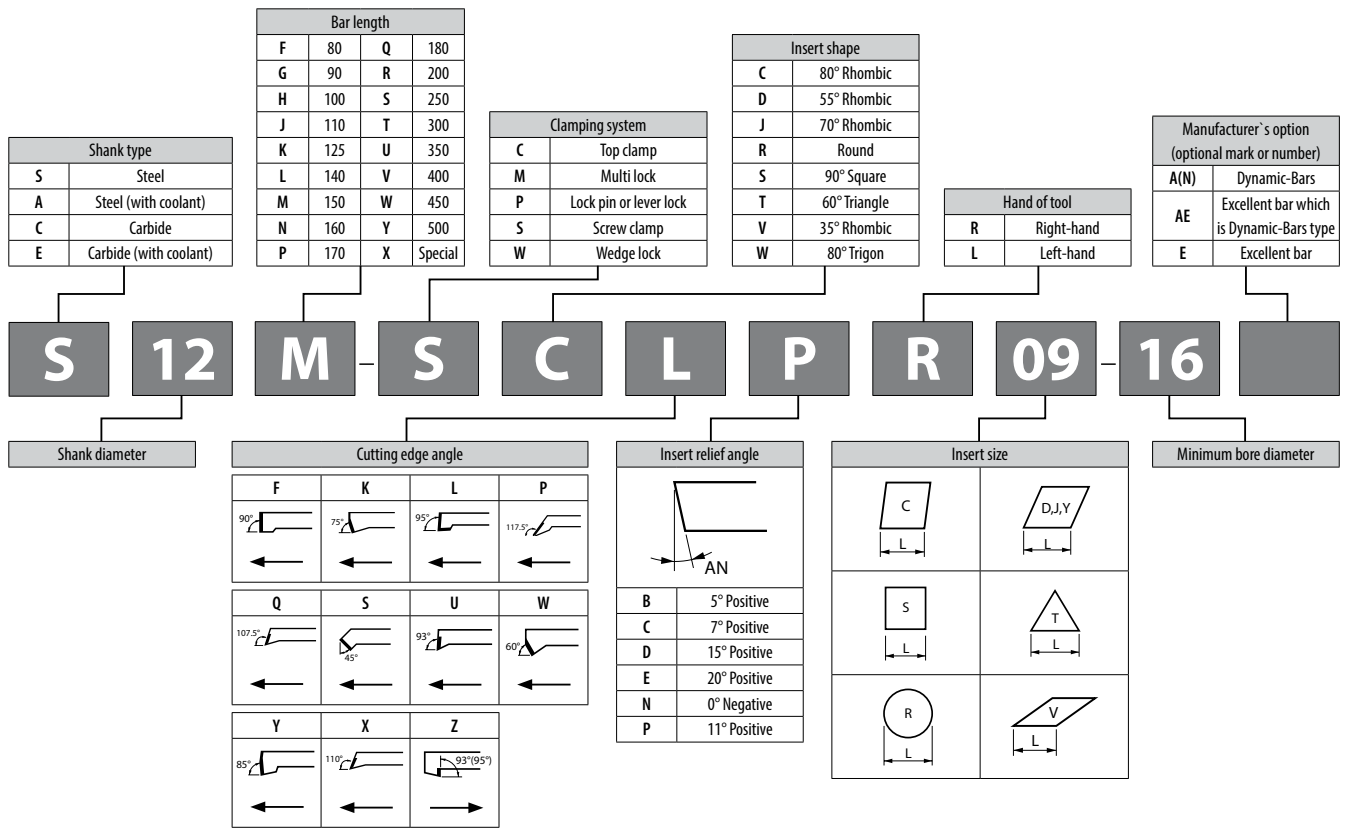 Bar length
F 80 Q 180
G 90 R 200
H 100 S 250
J 110 T 300
K 125 U 350
L 140 V 400
M 150 W 450
N 160 Y 500
P 170 X Special
Insert shape
C 80° Rhombic
D 55° Rhombic
J 70° Rhombic
R Round
S 90° Square
T 60° Triangle
V 35° Rhombic
W 80° Trigon
Clamping system
C Top clamp
M Multi lock
P Lock pin or lever lock
S Screw clamp
W Wedge lock
Manufacturer`s option
(optional mark or number)
A(N) Dynamic-Bars
AE Excellent bar which
is Dynamic-Bars type
E Excellent bar
Shank type
S Steel
A Steel (with coolant)
C Carbide
E Carbide (with coolant)
Hand of tool
R Right-hand
L Left-hand
S 12 M – S C L P R 09 – 16
Shank diameter
Cutting edge angle
F K L P
90° 75° 95° 117.5°
Q S U W
107.5° 45° 93° 60°
Y X Z
85° 110° 93°(95°)
Insert relief angle
AN
B 5° Positive
C 7° Positive
D 15° Positive
E 20° Positive
N 0° Negative
P 11° Positive
Insert size
C D,J,Y
L L
S T
L L
R V
L L
Minimum bore diameter